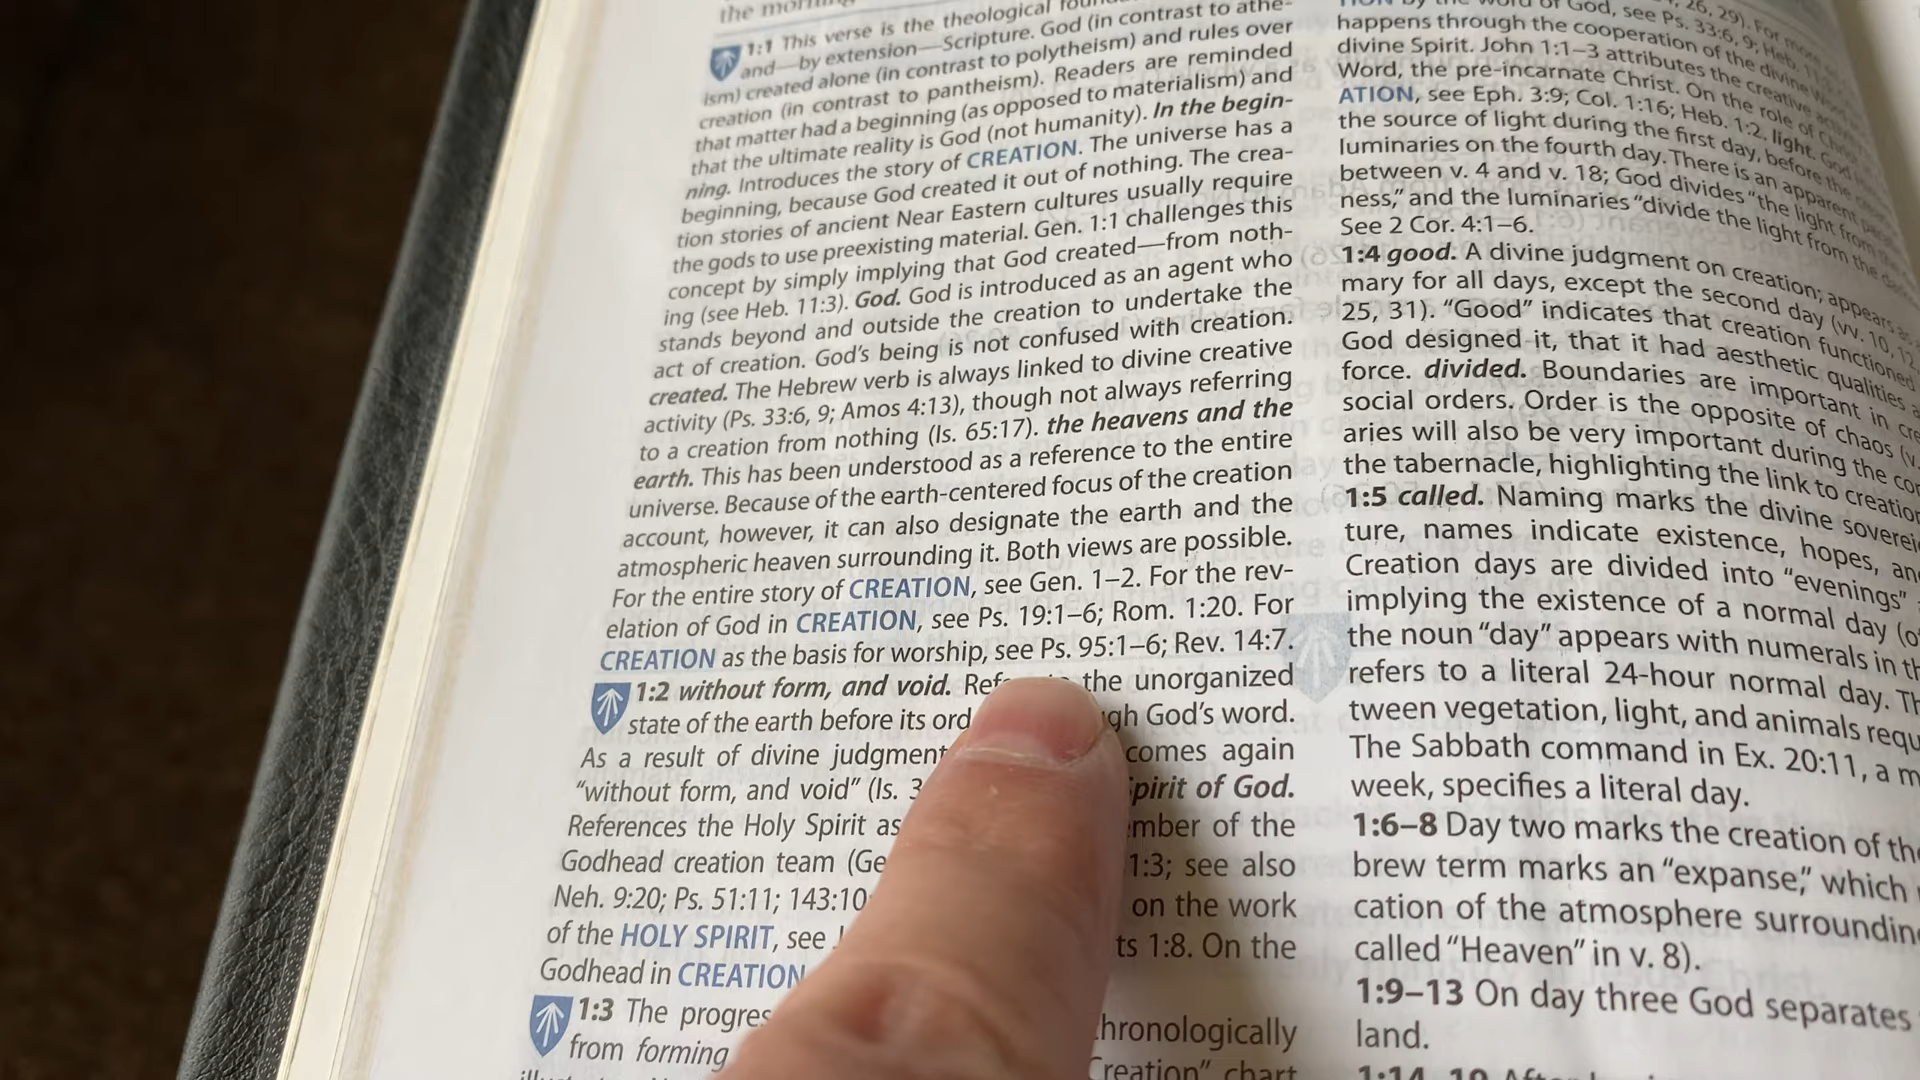 the morning
1:1 This verse is the theological
and—by extension—Scripture. God (in contrast to athe-
ism) created alone (in contrast to polytheism) and rules over
creation (in contrast to pantheism). Readers are reminded
that matter had a beginning (as opposed to materialism) and
that the ultimate reality is God (not humanity). In the begin-
ning. Introduces the story of CREATION. The universe has a
beginning, because God created it out of nothing. The crea-
tion stories of ancient Near Eastern cultures usually require
the gods to use preexisting material. Gen. 1:1 challenges this
concept by simply implying that God created—from noth-
ing (see Heb. 11:3). God. God is introduced as an agent who
stands beyond and outside the creation to undertake the
act of creation. God's being is not confused with creation.
created. The Hebrew verb is always linked to divine creative
activity (Ps. 33:6, 9; Amos 4:13), though not always referring
to a creation from nothing (Is. 65:17). the heavens and the
earth. This has been understood as a reference to the entire
universe. Because of the earth-centered focus of the creation
account, however, it can also designate the earth and the
atmospheric heaven surrounding it. Both views are possible.
For the entire story of CREATION, see Gen. 1–2. For the rev-
elation of God in CREATION, see Ps. 19:1–6; Rom. 1:20. For
CREATION as the basis for worship, see Ps. 95:1–6; Rev. 14:7.
1:2 without form, and void. the unorganized
state of the earth before its ord gh God's word.
As a result of divine judgment comes again
"without form, and void" (Is. 3 pirit of God.
References the Holy Spirit as mber of the
Godhead creation team (Ge 1:3; see also
Neh. 9:20; Ps. 51:11; 143:10 on the work
of the HOLY SPIRIT, see ts 1:8. On the
Godhead in CREATION
1:3 The progres
from forming hronologically
reation" chart
26, 29). For
word of God, see Ps. 33:6, 9; Heb.
happens through the cooperation of the divine
divine Spirit. John 1:1–3 attributes the creative
Word, the pre-incarnate Christ. On the role of Christ
ATION, see Eph. 3:9; Col. 1:16; Heb. 1:2. light. God
the source of light during the first day, before the
luminaries on the fourth day. There is an apparent
between v. 4 and v. 18; God divides "the light from
ness," and the luminaries "divide the light from the
See 2 Cor. 4:1–6.
1:4 good. A divine judgment on creation; appears
mary for all days, except the second day (vv. 10, 12
25, 31). "Good" indicates that creation functioned
God designed it, that it had aesthetic qualities
force. divided. Boundaries are important in cre
social orders. Order is the opposite of chaos (v.
aries will also be very important during the con
the tabernacle, highlighting the link to creation
1:5 called. Naming marks the divine soverei
ture, names indicate existence, hopes, an
Creation days are divided into "evenings"
implying the existence of a normal day (o
the noun "day" appears with numerals in th
refers to a literal 24-hour normal day. Th
tween vegetation, light, and animals requ
The Sabbath command in Ex. 20:11, a m
week, specifies a literal day.
1:6–8 Day two marks the creation of the
brew term marks an "expanse," which
cation of the atmosphere surroundin
called "Heaven" in v. 8).
1:9–13 On day three God separates
land.